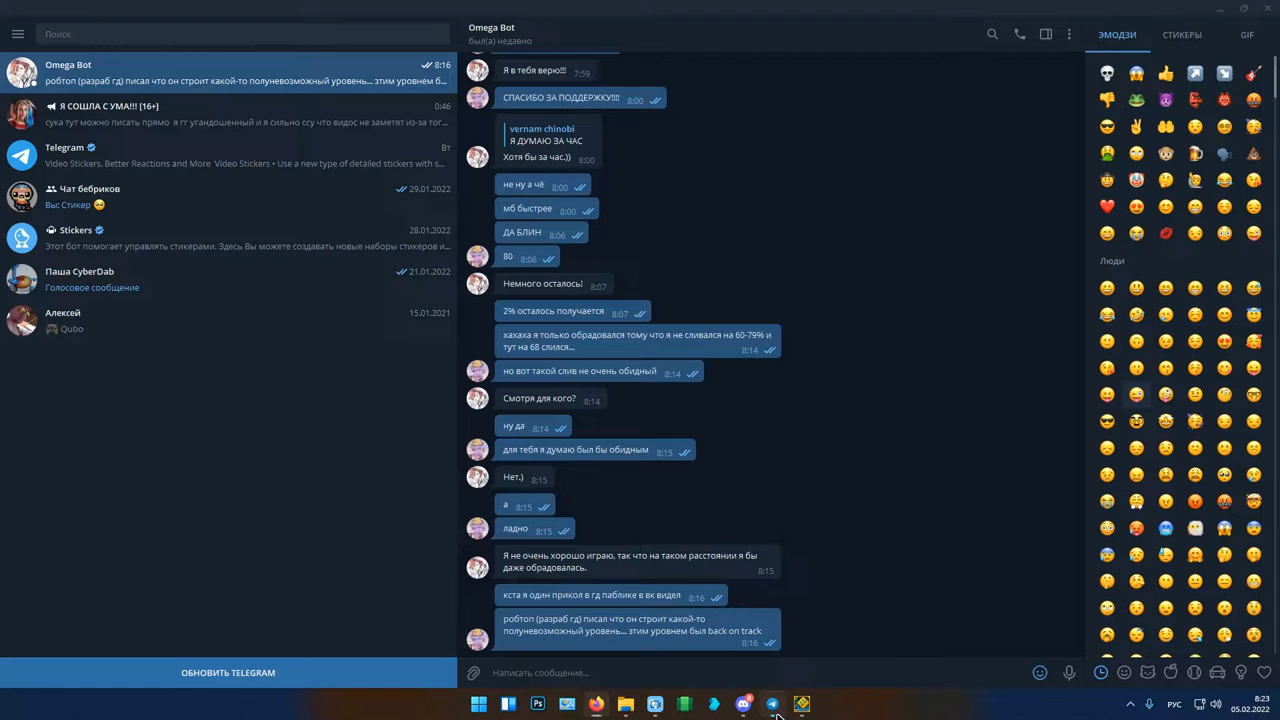 Поиск
Omega Bot
8:16
робтоп (разраб гд) писал что он строит какой-то полуневозможный уровень... зтим уровнем б...
Я СОШЛА С УМА!!! [16+]
0:46
сука тут можно писать прямо я гг угандошенный и я сильно ссу что видос не заметят из-за тог...
Telegram
Вт
Video Stickers, Better Reactions and More Video Stickers • Use a new type of detailed stickers with s...
Чат бебриков
29.01.2022
Вы: Стикер
Stickers
28.01.2022
Этот бот помогает управлять стикерами. Здесь Вы можете создавать новые наборы стикеров и...
Паша CyberDab
21.01.2022
Голосовое сообщение
Алексей
15.01.2021
🎮 Qubo
ОБНОВИТЬ TELEGRAM
Omega Bot
был(а) недавно
Я в тебя верю!!!
7:59
СПАСИБО ЗА ПОДДЕРЖКУ!!!!
8:00
vernam chinobi
Я ДУМАЮ ЗА ЧАС
Хотя бы за час.))
8:00
не ну а чё
8:00
мб быстрее
8:00
ДА БЛИН
8:06
80
8:06
Немного осталось!
8:07
2% осталось получается
8:07
хахаха я только обрадовался тому что я не сливался на 60-79% и
тут на 68 слился...
8:14
но вот такой слив не очень обидный
8:14
Смотря для кого?
8:14
ну да
8:14
для тебя я думаю был бы обидным
8:15
Нет.)
8:15
а
8:15
ладно
8:15
Я не очень хорошо играю, так что на таком расстоянии я бы
даже обрадовалась.
8:15
кста я один прикол в гд паблике в вк видел
8:16
робтоп (разраб гд) писал что он строит какой-то
полуневозможный уровень... зтим уровнем был back on track
8:16
Написать сообщение...
ЭМОДЗИ
СТИКЕРЫ
GIF
Люди
Ps
8
РУС
8:23
05.02.2022